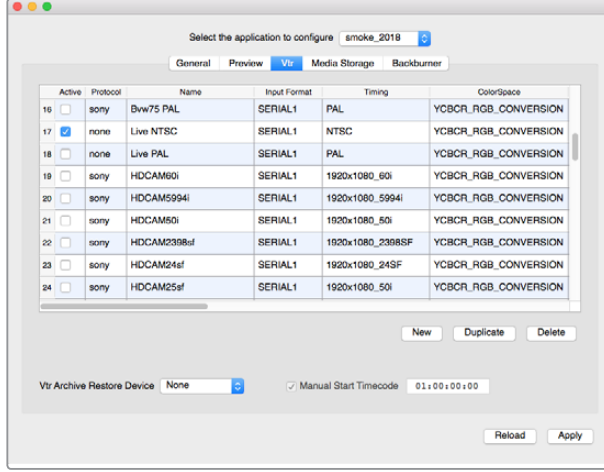 Select the application to configure smoke_2018
General Preview Vtr Media Storage Backburner
Active Protocol Name Input Format Timing ColorSpace
16 sony Bvw75 PAL SERIAL1 PAL YCBCR_RGB_CONVERSION
17 none Live NTSC SERIAL1 NTSC YCBCR_RGB_CONVERSION
18 none Live PAL SERIAL1 PAL YCBCR_RGB_CONVERSION
19 sony HDCAM60i SERIAL1 1920x1080_60i YCBCR_RGB_CONVERSION
20 sony HDCAM5994i SERIAL1 1920x1080_5994i YCBCR_RGB_CONVERSION
21 sony HDCAM50i SERIAL1 1920x1080_50i YCBCR_RGB_CONVERSION
22 sony HDCAM2398sf SERIAL1 1920x1080_2398SF YCBCR_RGB_CONVERSION
23 sony HDCAM24sf SERIAL1 1920x1080_24SF YCBCR_RGB_CONVERSION
24 sony HDCAM25sf SERIAL1 1920x1080_50i YCBCR_RGB_CONVERSION
New Duplicate Delete
Vtr Archive Restore Device None Manual Start Timecode 01:00:00:00
Reload Apply